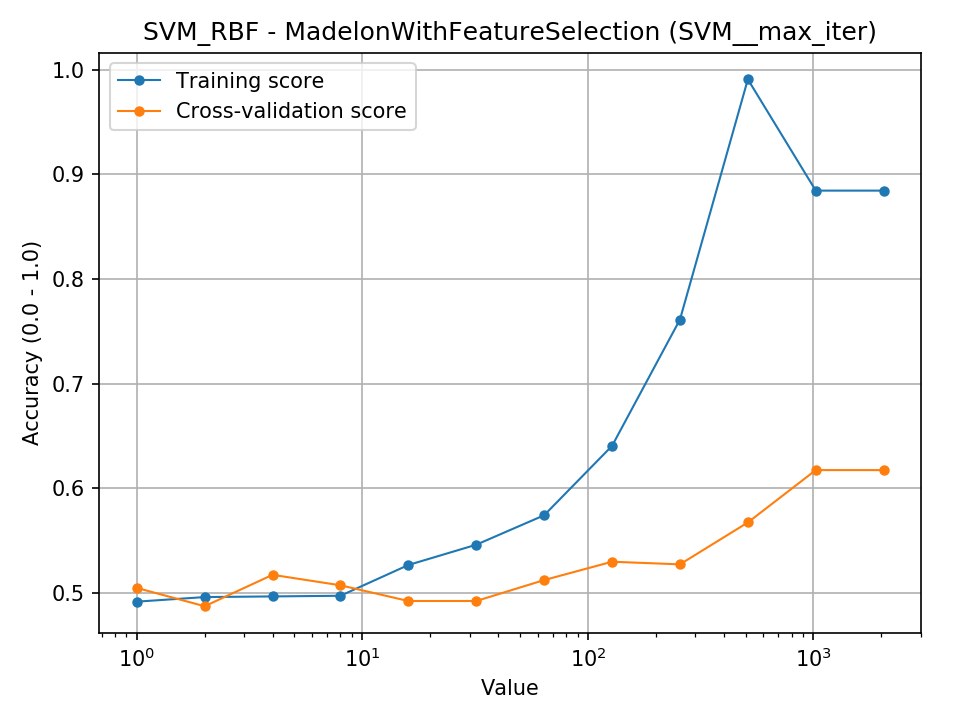 SVM_RBF - MadelonWithFeatureSelection (SVM__max_iter)
Training score
Cross-validation score
1.0
0.9
0.8
0.7
0.6
0.5
Accuracy (0.0 - 1.0)
10⁰ 10¹ 10² 10³
Value